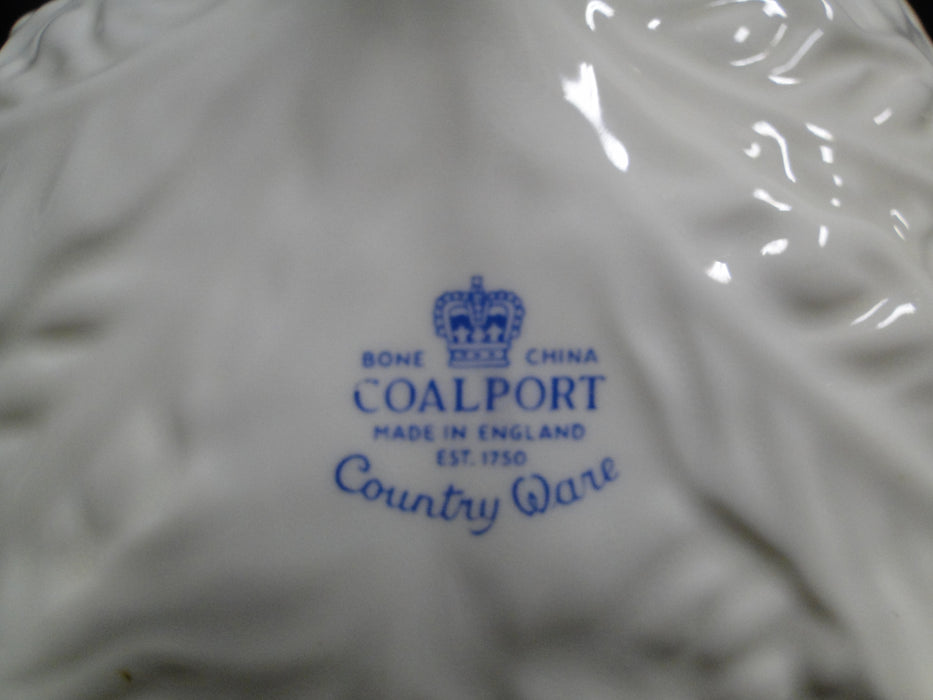 BONE CHINA
COALPORT
MADE IN ENGLAND
EST. 1750
Country Ware